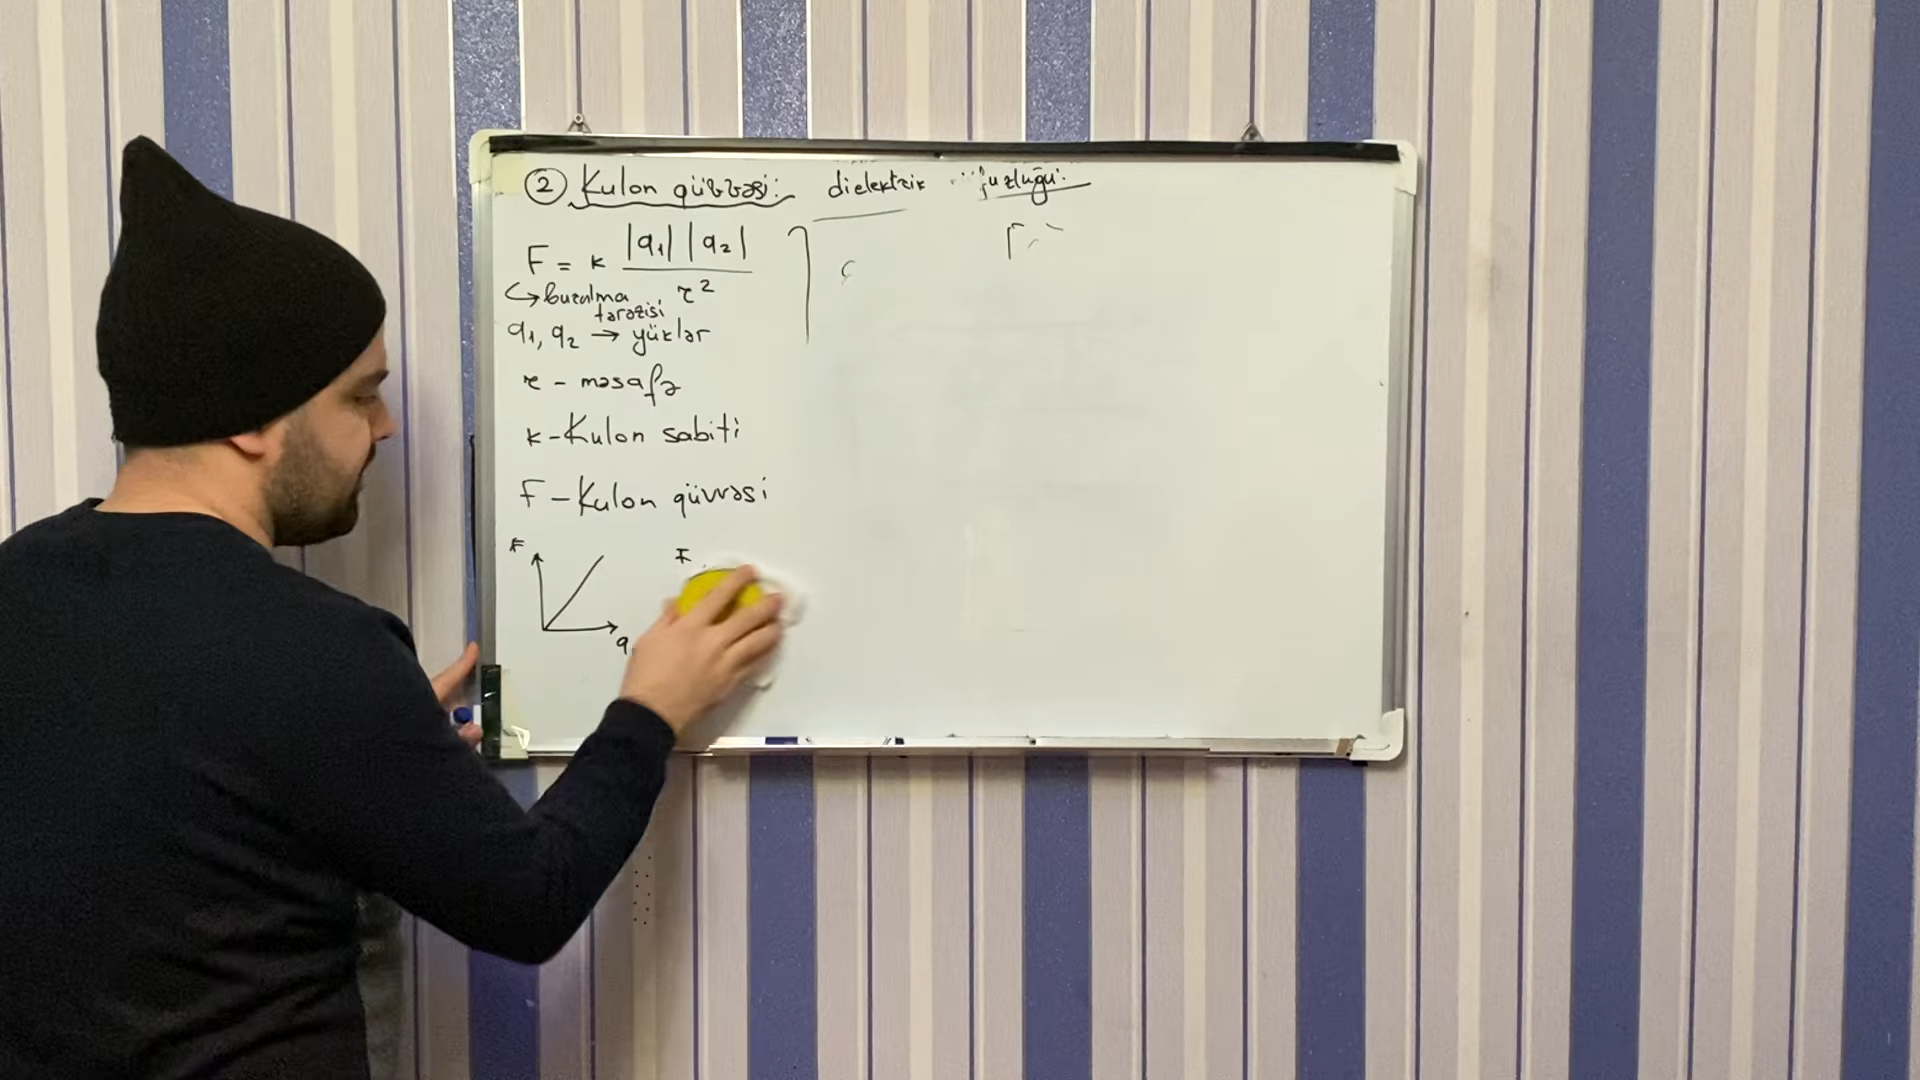 ② Kulon qüvvəsi: dielektrik
F = k |q₁| |q₂| / r²
↳ burulma tərəzisi
q₁, q₂ → yüklər
r - məsafə
k - Kulon sabiti
F - Kulon qüvvəsi
F
q
F